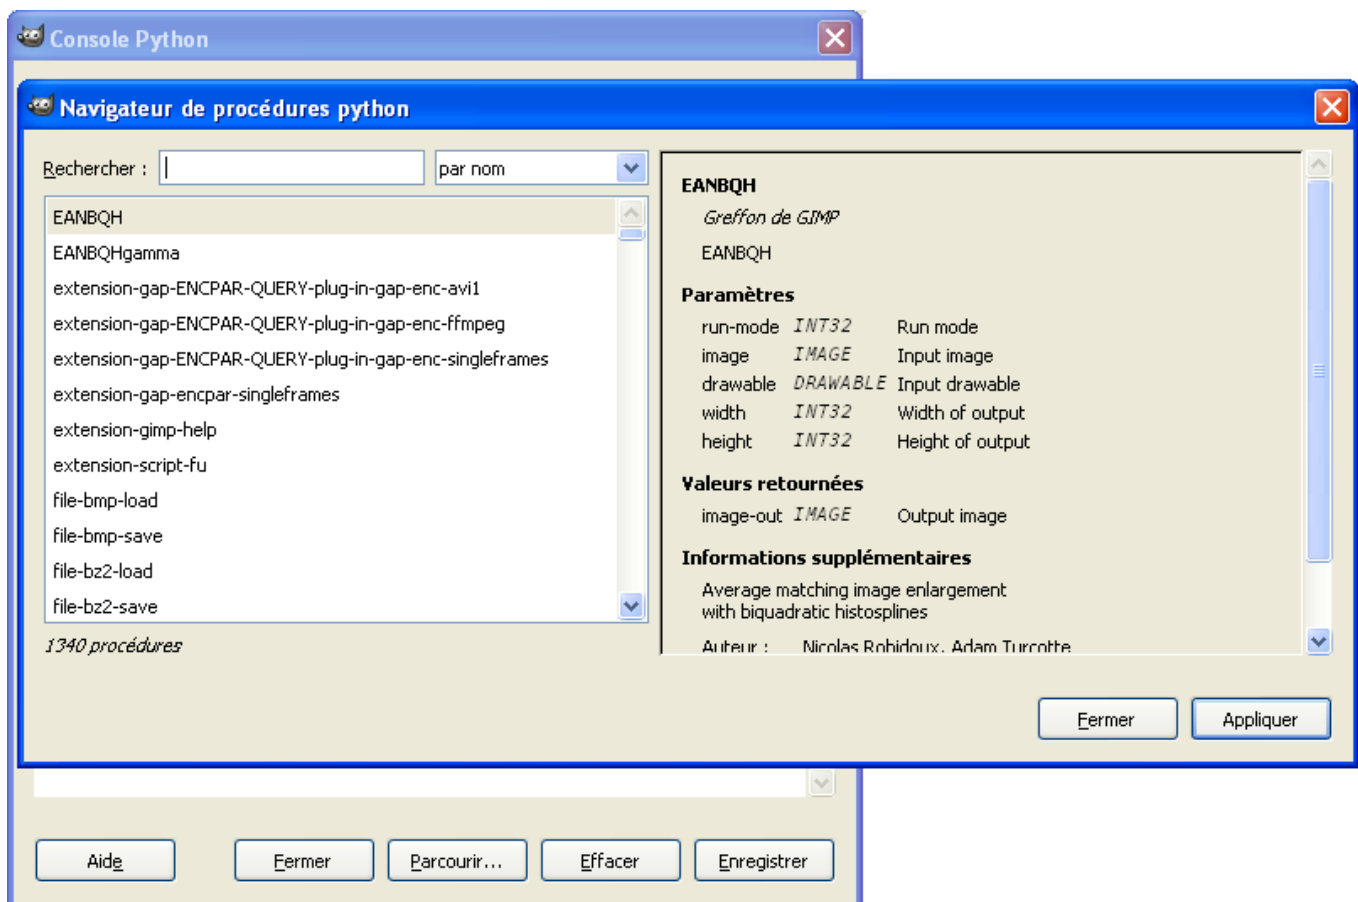 Console Python
Navigateur de procédures python
Rechercher :
par nom
EANBQH
EANBQHgamma
extension-gap-ENCPAR-QUERY-plug-in-gap-enc-avi1
extension-gap-ENCPAR-QUERY-plug-in-gap-enc-ffmpeg
extension-gap-ENCPAR-QUERY-plug-in-gap-enc-singleframes
extension-gap-encpar-singleframes
extension-gimp-help
extension-script-fu
file-bmp-load
file-bmp-save
file-bz2-load
file-bz2-save
1340 procédures
EANBQH
Greffon de GIMP
EANBQH
Paramètres
run-mode INT32 Run mode
image IMAGE Input image
drawable DRAWABLE Input drawable
width INT32 Width of output
height INT32 Height of output
Valeurs retournées
image-out IMAGE Output image
Informations supplémentaires
Average matching image enlargement
with biquadratic histosplines
Auteur : Nicolas Robidoux, Adam Turcotte
Fermer Appliquer
Aide Fermer Parcourir... Effacer Enregistrer